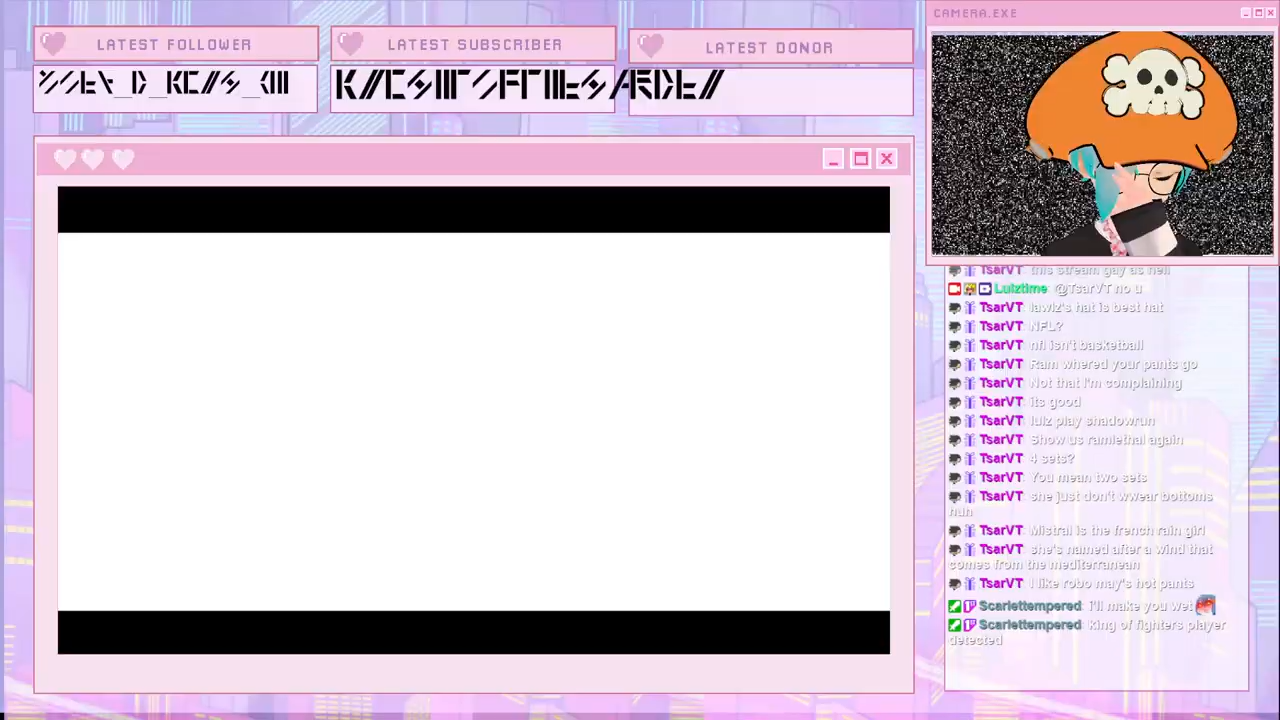 CAMERA.EXE
LATEST FOLLOWER
LATEST SUBSCRIBER
LATEST DONOR
TsarVT: this stream gay as hell
Lulztime: @TsarVT no u
TsarVT: lawlz's hat is best hat
TsarVT: NFL?
TsarVT: nfl isn't basketball
TsarVT: Ram whered your pants go
TsarVT: Not that I'm complaining
TsarVT: its good
TsarVT: lulz play shadowrun
TsarVT: Show us ramlethal again
TsarVT: 4 sets?
TsarVT: You mean two sets
TsarVT: she just don't wwear bottoms
huh
TsarVT: Mistral is the french rain girl
TsarVT: she's named after a wind that
comes from the mediterranean
TsarVT: I like robo may's hot pants
Scarlettempered: i'll make you wet
Scarlettempered: king of fighters player
detected